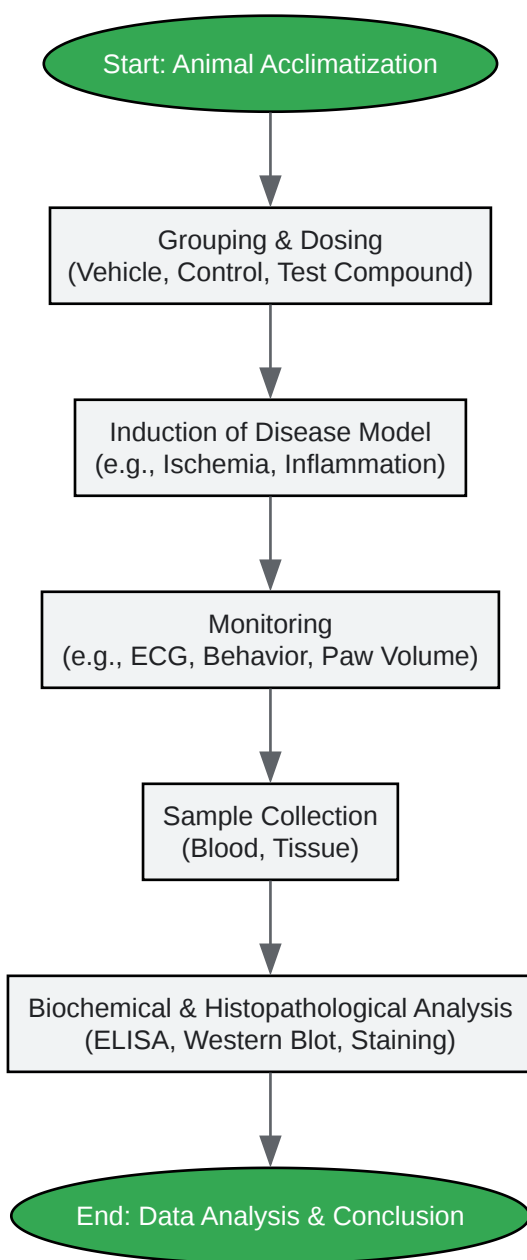 Start: Animal Acclimatization
Grouping & Dosing
(Vehicle, Control, Test Compound)
Induction of Disease Model
(e.g., Ischemia, Inflammation)
Monitoring
(e.g., ECG, Behavior, Paw Volume)
Sample Collection
(Blood, Tissue)
Biochemical & Histopathological Analysis
(ELISA, Western Blot, Staining)
End: Data Analysis & Conclusion